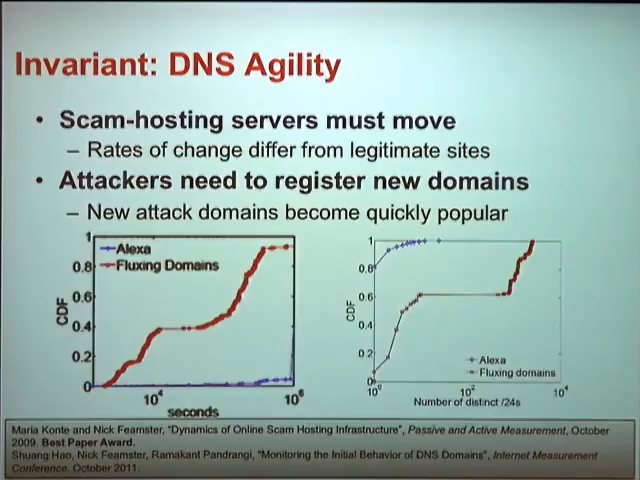 Invariant: DNS Agility
• Scam-hosting servers must move
– Rates of change differ from legitimate sites
• Attackers need to register new domains
– New attack domains become quickly popular
1
0.8
0.6
0.4
0.2
0
CDF
Alexa
Fluxing Domains
10^4
10^6
seconds
1
0.8
0.6
0.4
0.2
0
CDF
Alexa
Fluxing domains
10^0
10^2
10^4
Number of distinct /24s
Maria Konte and Nick Feamster, "Dynamics of Online Scam Hosting Infrastructure", Passive and Active Measurement, October
2009. Best Paper Award.
Shuang Hao, Nick Feamster, Ramakant Pandrangi, "Monitoring the Initial Behavior of DNS Domains", Internet Measurement
Conference. October 2011.